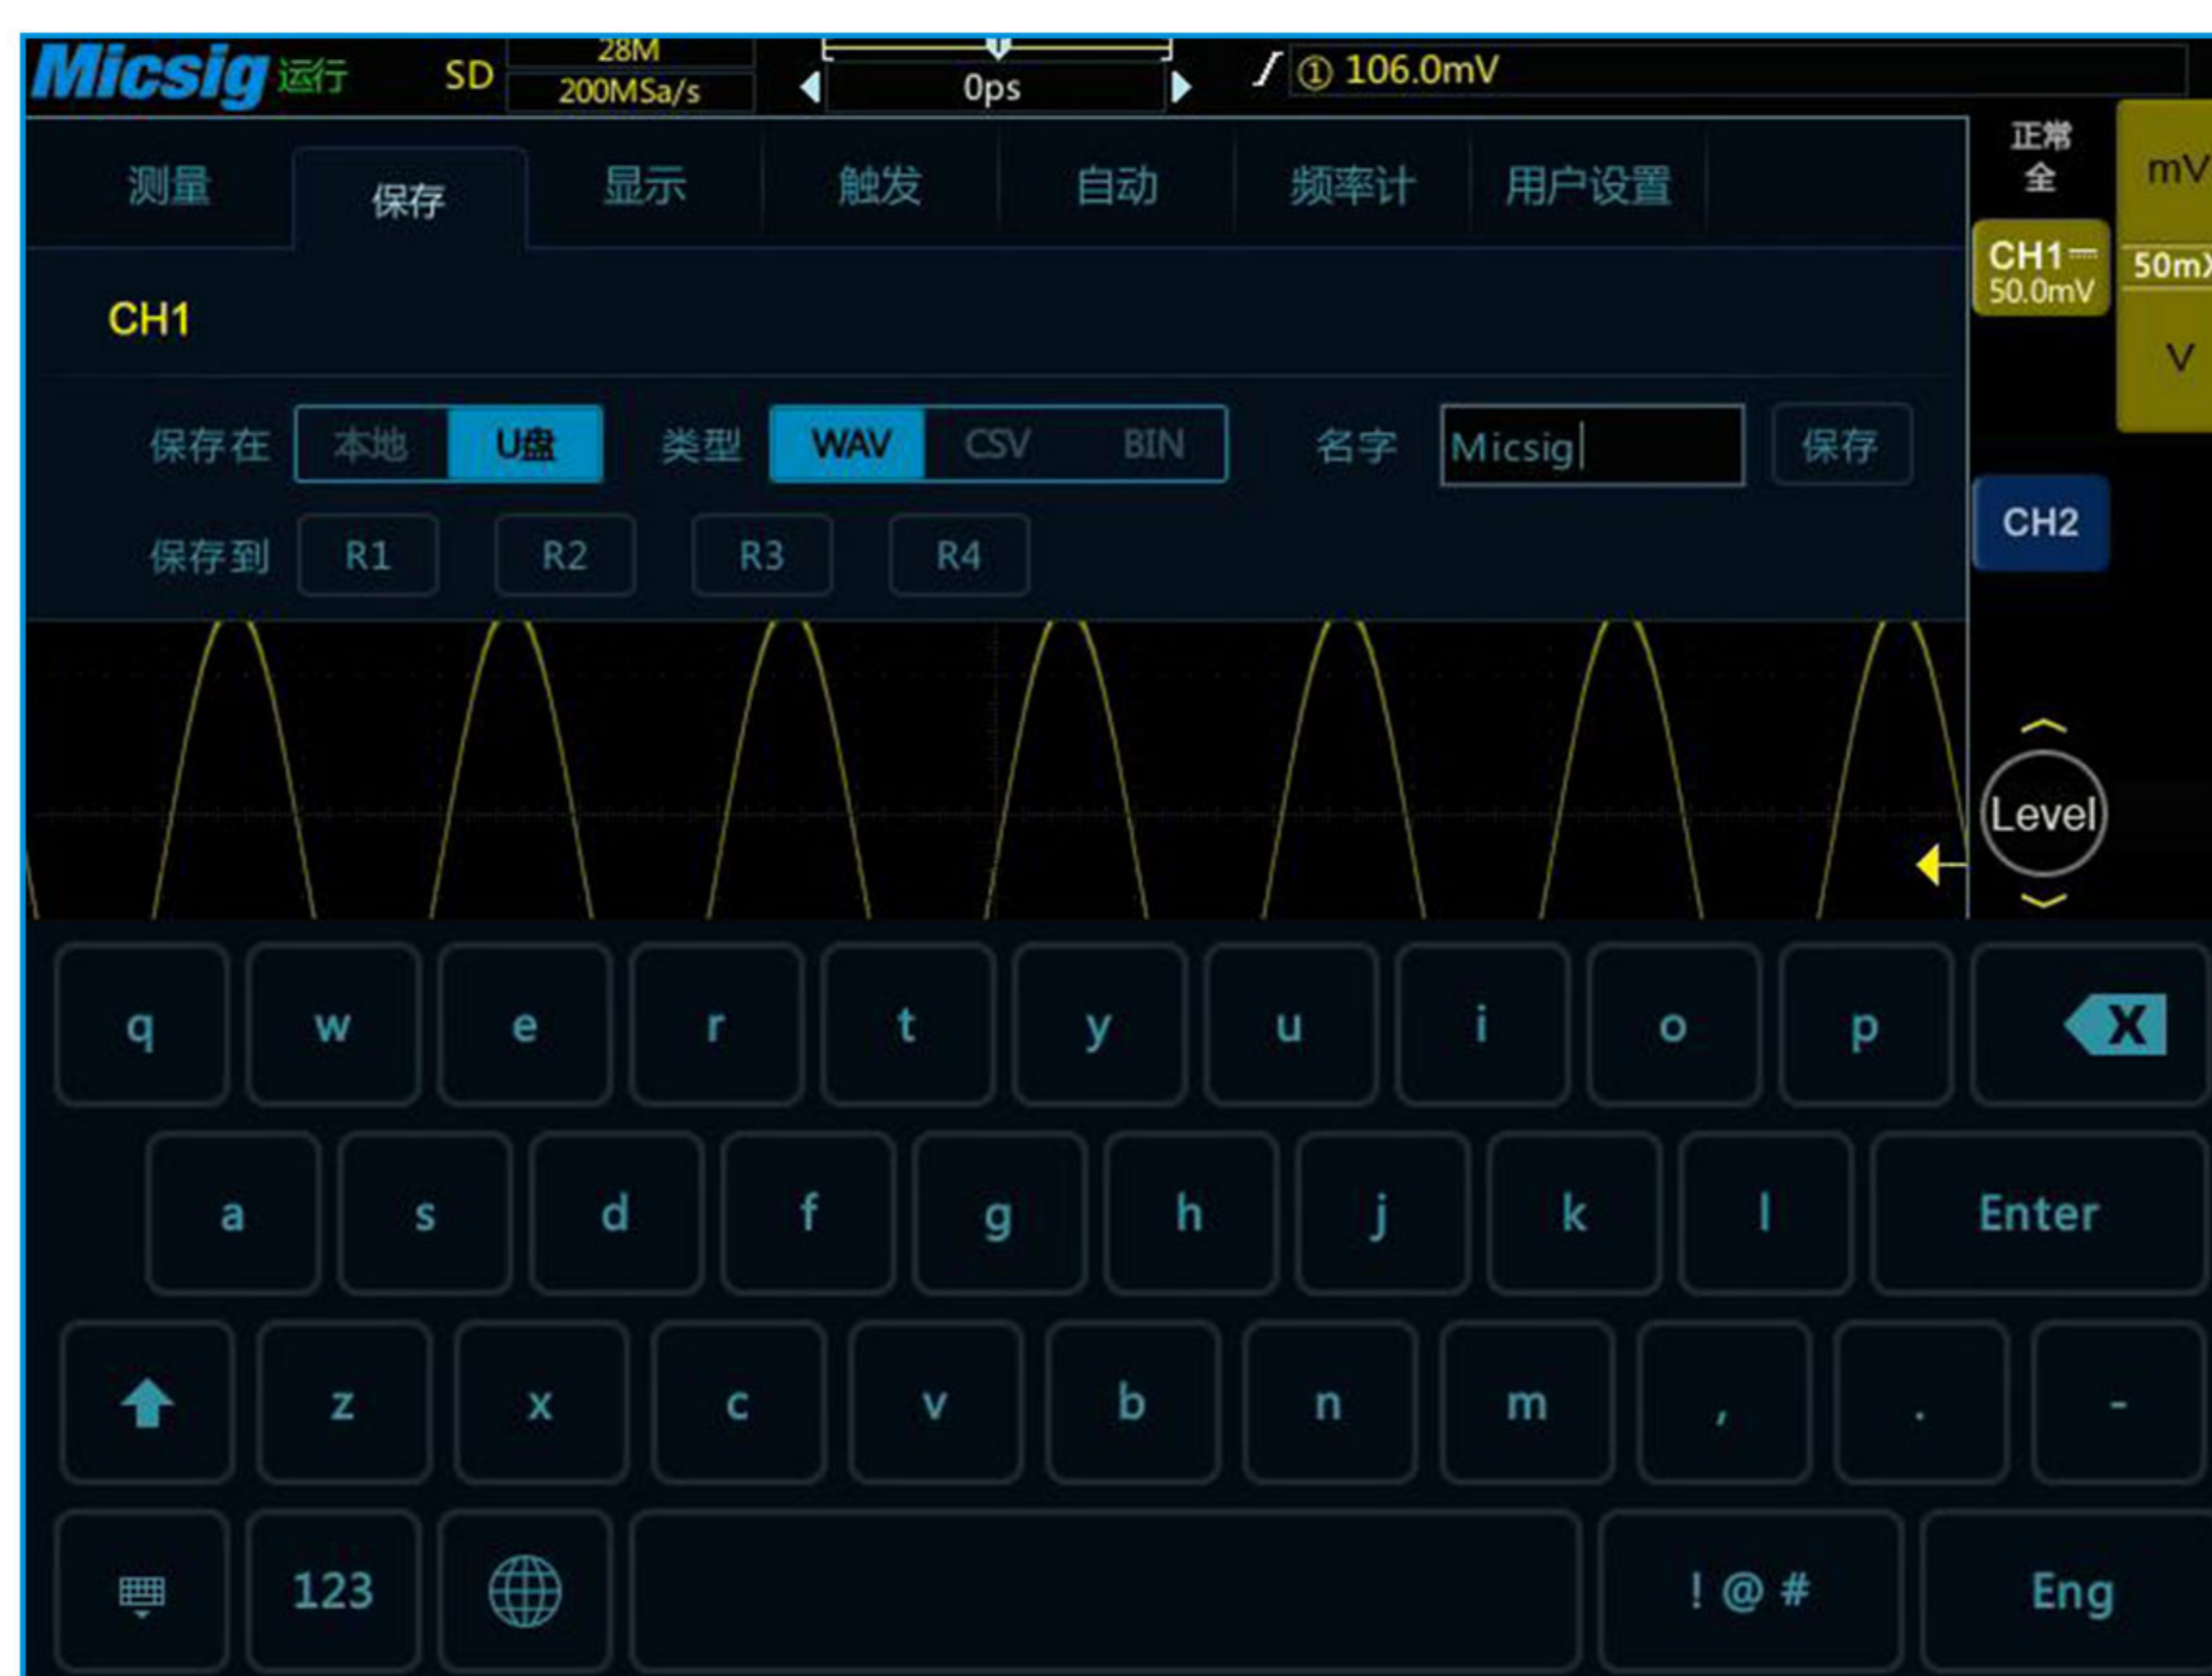 Micsig 运行 SD 28M 200MSa/s 0ps ① 106.0mV
测量 保存 显示 触发 自动 频率计 用户设置
正常
全
mV
CH1
50.0mV
50mX
V
CH1
保存在 本地 U盘 类型 WAV CSV BIN 名字 Micsig 保存
保存到 R1 R2 R3 R4
CH2
Level
q w e r t y u i o p X
a s d f g h j k l Enter
z x c v b n m , . -
123 ! @ # Eng